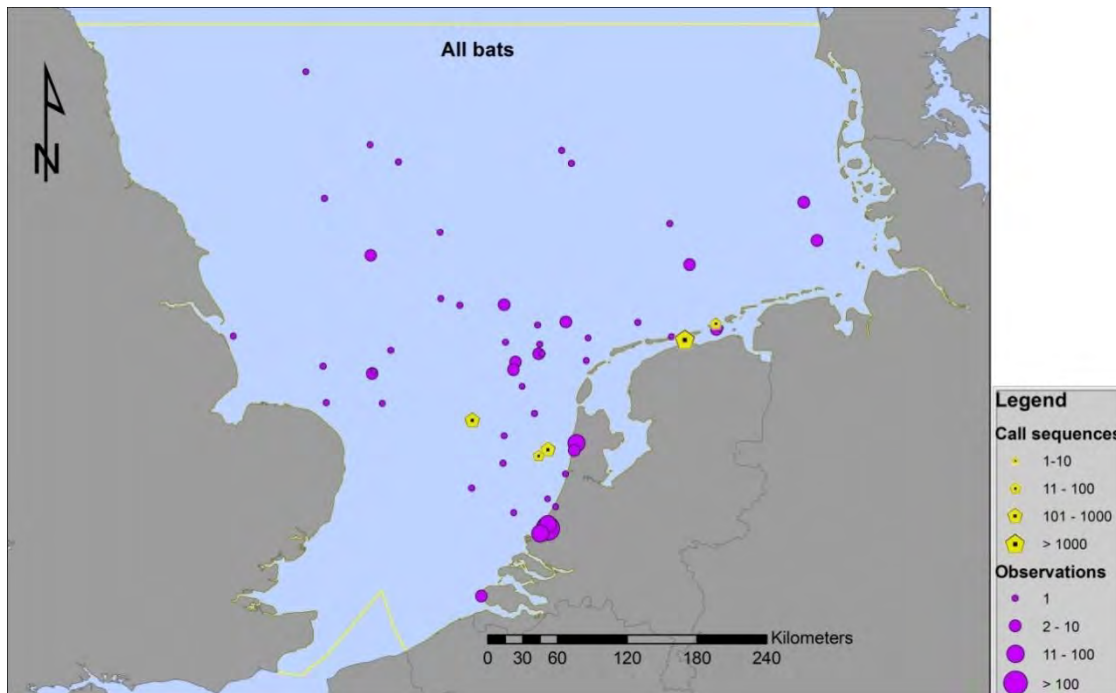 All bats
N
Kilometers
0 30 60 120 180 240
Legend
Call sequences
1-10
11 - 100
101 - 1000
> 1000
Observations
1
2 - 10
11 - 100
> 100